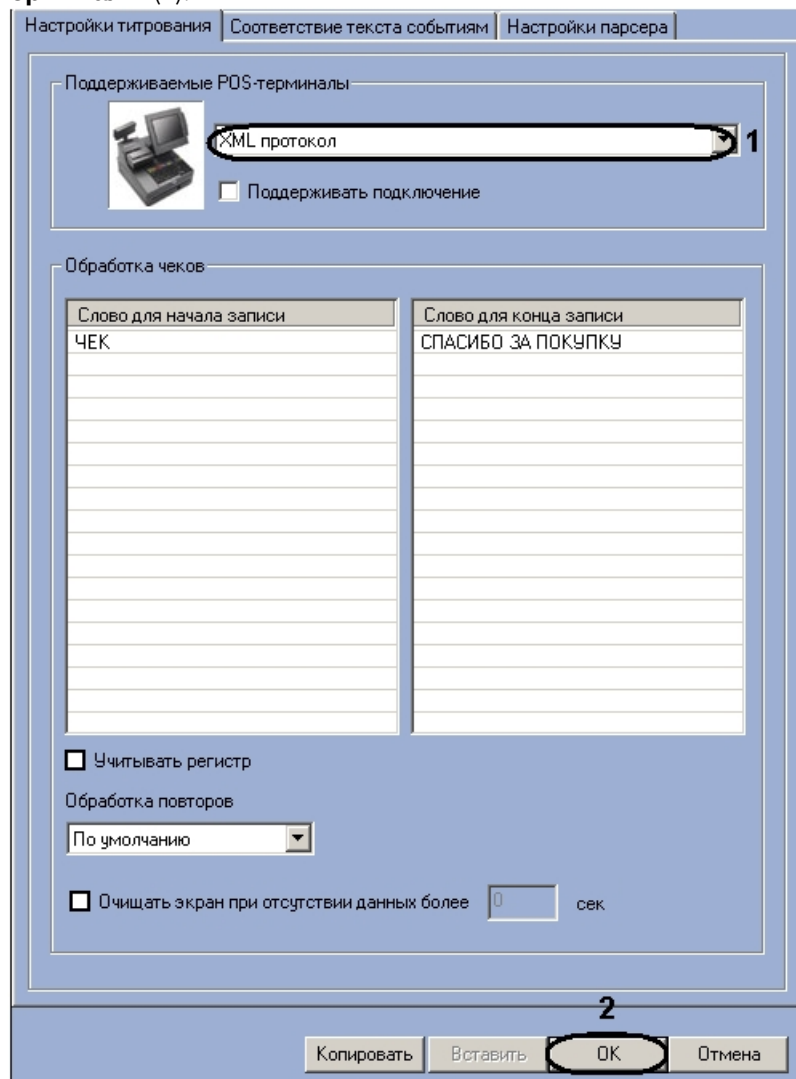 Настройки титрования Соответствие текста событиям Настройки парсера
Поддерживаемые POS-терминалы
XML протокол 1
Поддерживать подключение
Обработка чеков
Слово для начала записи Слово для конца записи
ЧЕК СПАСИБО ЗА ПОКУПКУ
Учитывать регистр
Обработка повторов
По умолчанию
Очищать экран при отсутствии данных более 0 сек
2
Копировать Вставить OK Отмена